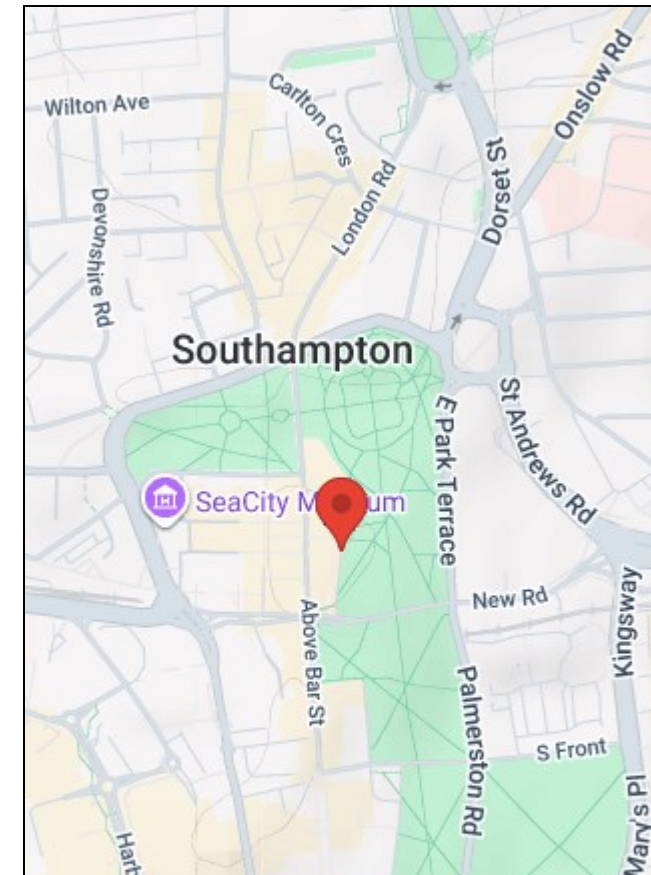 Wilton Ave
Carlton Cres
Onslow Rd
Devonshire Rd
London Rd
Dorset St
Southampton
E Park Terrace
St Andrews Rd
SeaCity M um
New Rd
Kingsway
Above Bar St
Palmerston Rd
S Front
Mary's Pl
Harb